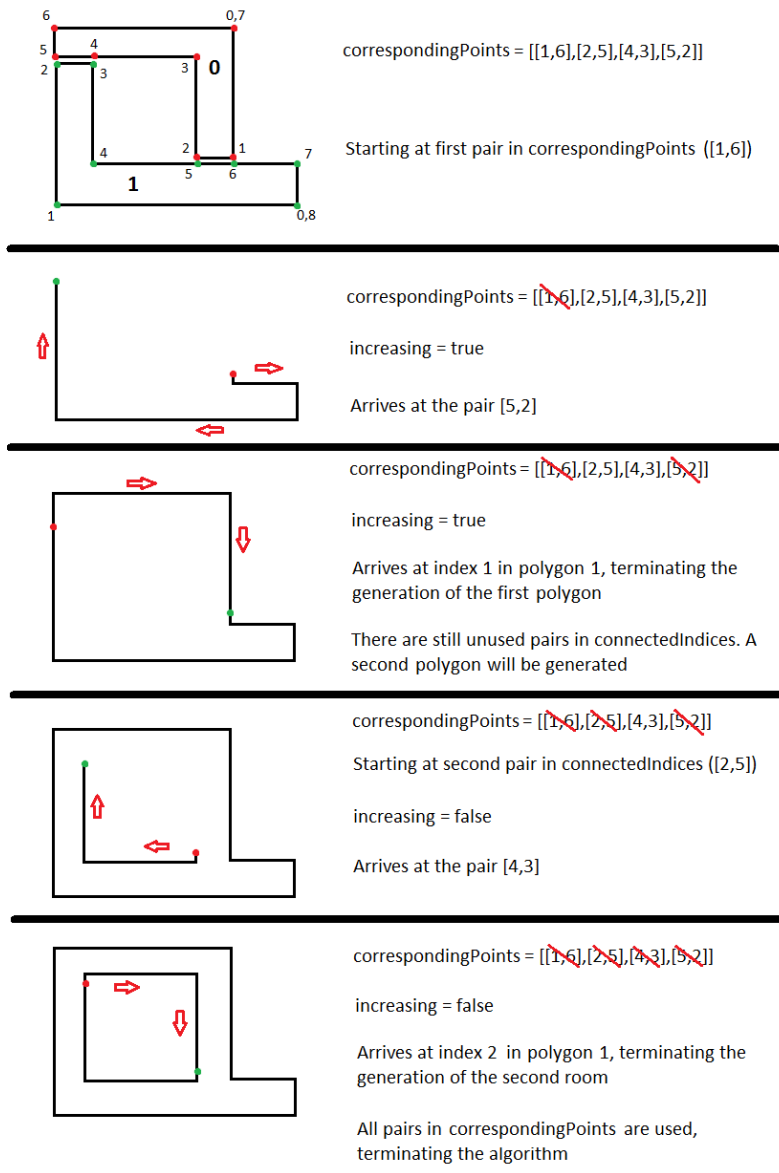 6
0,7
correspondingPoints = [[1,6],[2,5],[4,3],[5,2]]
5
4
3
0
2
3
Starting at first pair in correspondingPoints ([1,6])
4
2
1
7
1
5
6
1
0,8
correspondingPoints = [[1,6],[2,5],[4,3],[5,2]]
increasing = true
Arrives at the pair [5,2]
correspondingPoints = [[1,6],[2,5],[4,3],[5,2]]
increasing = true
Arrives at index 1 in polygon 1, terminating the
generation of the first polygon
There are still unused pairs in connectedIndices. A
second polygon will be generated
correspondingPoints = [[1,6],[2,5],[4,3],[5,2]]
Starting at second pair in connectedIndices ([2,5])
increasing = false
Arrives at the pair [4,3]
correspondingPoints = [[1,6],[2,5],[4,3],[5,2]]
increasing = false
Arrives at index 2 in polygon 1, terminating the
generation of the second room
All pairs in correspondingPoints are used,
terminating the algorithm